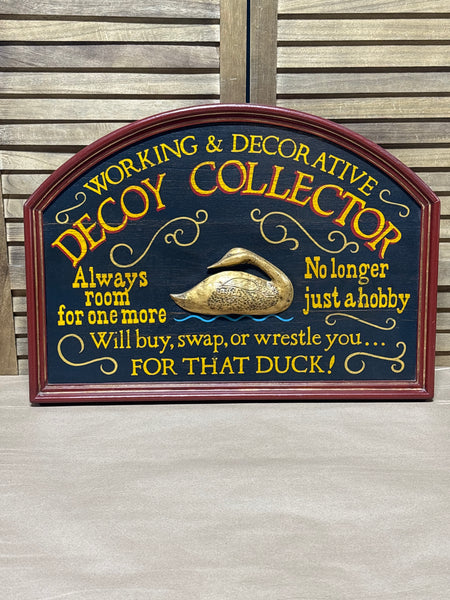 WORKING & DECORATIVE
DECOY COLLECTOR
Always
room
for one more
No longer
just a hobby
Will buy, swap, or wrestle you...
FOR THAT DUCK!